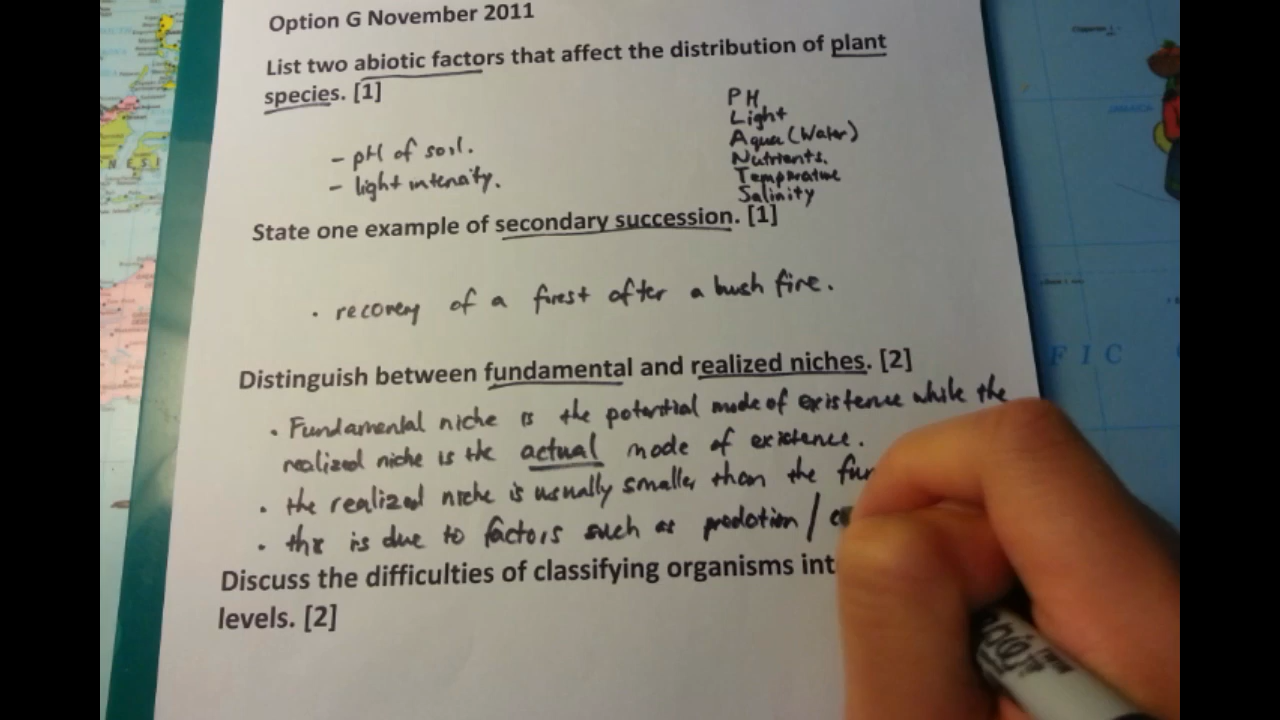 Option G November 2011
List two abiotic factors that affect the distribution of plant
species. [1]
PH
Light
Aqua (Water)
Nutrients.
Temperature
Salinity
- pH of soil.
- light intensity.
State one example of secondary succession. [1]
• recovery of a forest after a bush fire.
Distinguish between fundamental and realized niches. [2]
• Fundamental niche is the potential mode of existence while the
realized niche is the actual mode of existence.
• the realized niche is usually smaller than the fun
• this is due to factors such as predation / c
Discuss the difficulties of classifying organisms int
levels. [2]
FIC